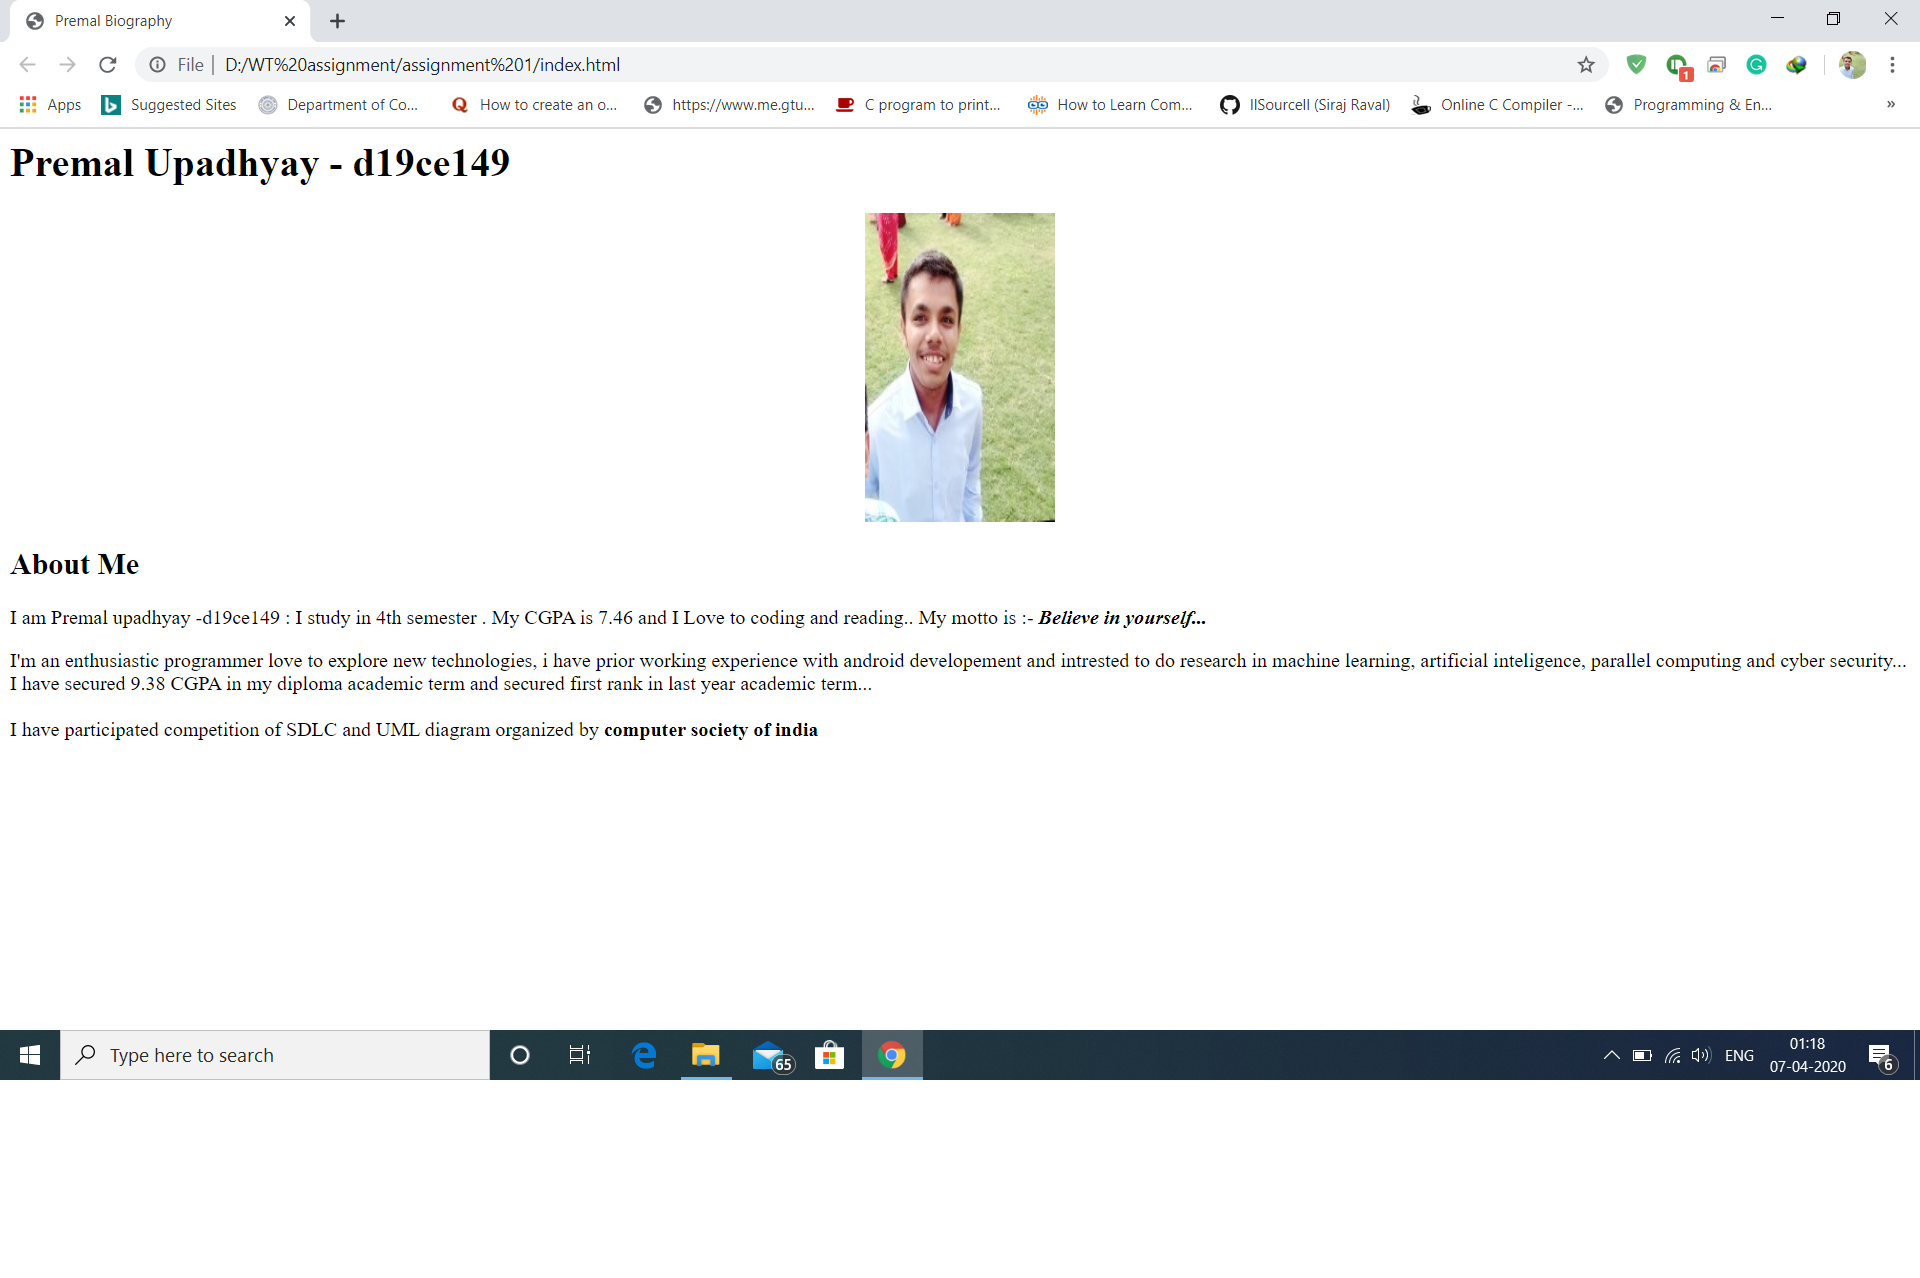 Premal Biography
File | D:/WT%20assignment/assignment%201/index.html
1
Apps Suggested Sites Department of Co... How to create an o... https://www.me.gtu... C program to print... How to Learn Com... IISourcell (Siraj Raval) Online C Compiler -... Programming & En... »
Premal Upadhyay - d19ce149
About Me
I am Premal upadhyay -d19ce149 : I study in 4th semester . My CGPA is 7.46 and I Love to coding and reading.. My motto is :- Believe in yourself...
I'm an enthusiastic programmer love to explore new technologies, i have prior working experience with android developement and intrested to do research in machine learning, artificial inteligence, parallel computing and cyber security...
I have secured 9.38 CGPA in my diploma academic term and secured first rank in last year academic term...
I have participated competition of SDLC and UML diagram organized by computer society of india
Type here to search
65
ENG
01:18
07-04-2020
6